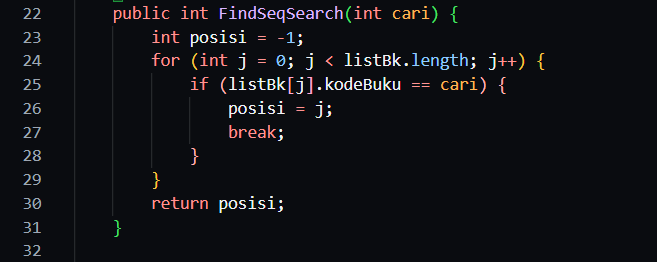 22 public int FindSeqSearch(int cari) {
23 int posisi = -1;
24 for (int j = 0; j < listBk.length; j++) {
25 if (listBk[j].kodeBuku == cari) {
26 posisi = j;
27 break;
28 }
29 }
30 return posisi;
31 }
32